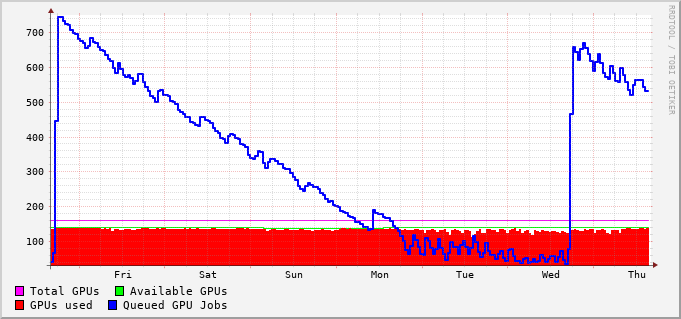 700
600
500
400
300
200
100
Fri Sat Sun Mon Tue Wed Thu
Total GPUs Available GPUs
GPUs used Queued GPU Jobs
RRDTOOL / TOBI OETIKER